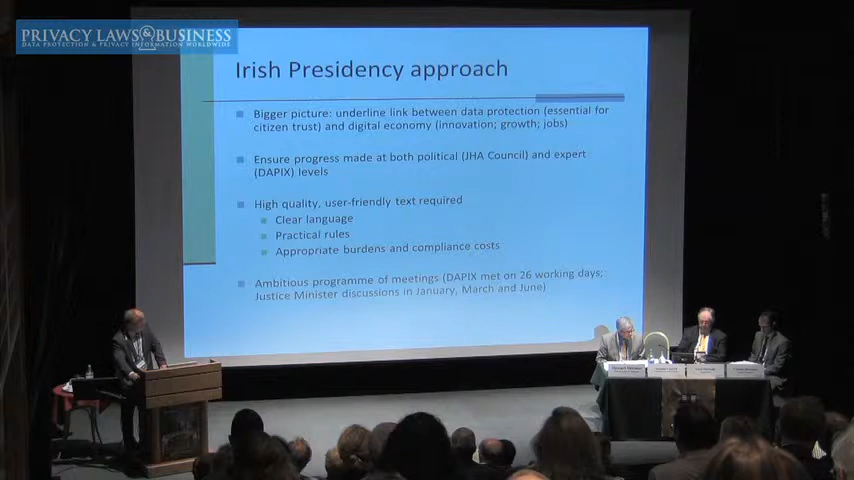 PRIVACY LAWS & BUSINESS
DATA PROTECTION & PRIVACY INFORMATION WORLDWIDE
Irish Presidency approach
Bigger picture: underline link between data protection (essential for
citizen trust) and digital economy (innovation; growth; jobs)
Ensure progress made at both political (JHA Council) and expert
(DAPIX) levels
High quality, user-friendly text required
Clear language
Practical rules
Appropriate burdens and compliance costs
Ambitious programme of meetings (DAPIX met on 26 working days;
Justice Minister discussions in January, March and June)